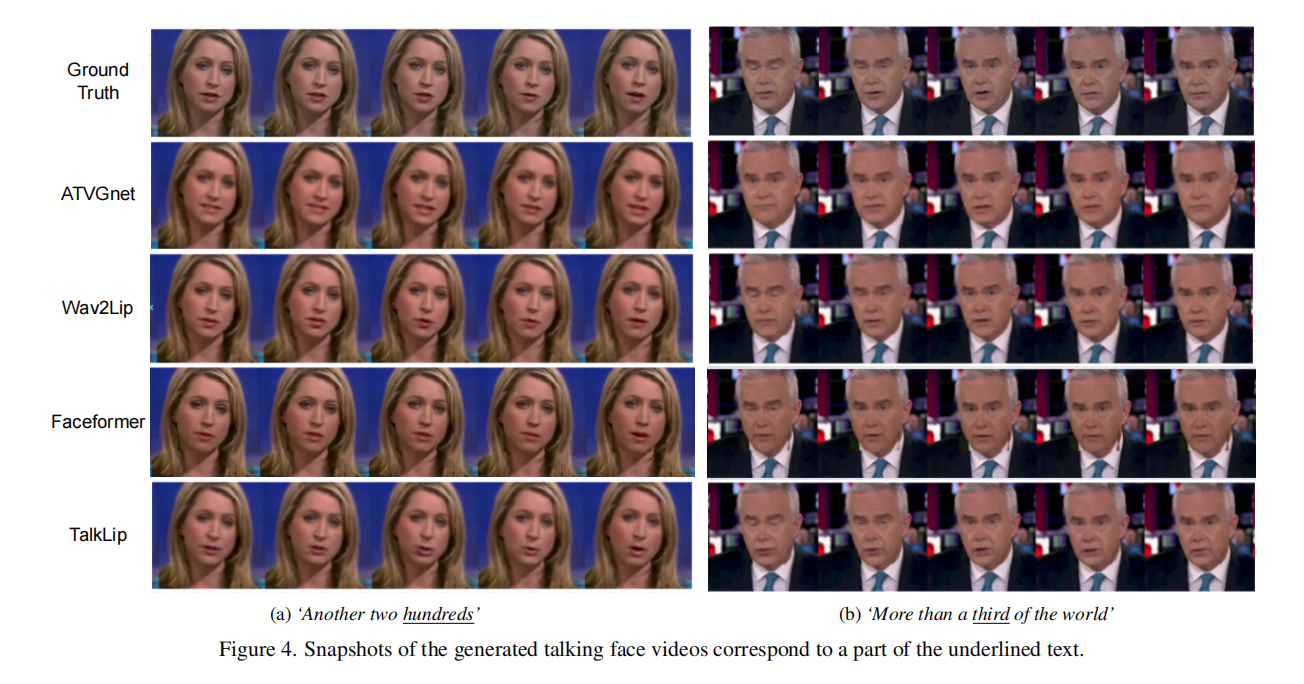 Ground
Truth
ATVGnet
Wav2Lip
Faceformer
TalkLip
(a) ‘Another two hundreds’
(b) ‘More than a third of the world’
Figure 4. Snapshots of the generated talking face videos correspond to a part of the underlined text.